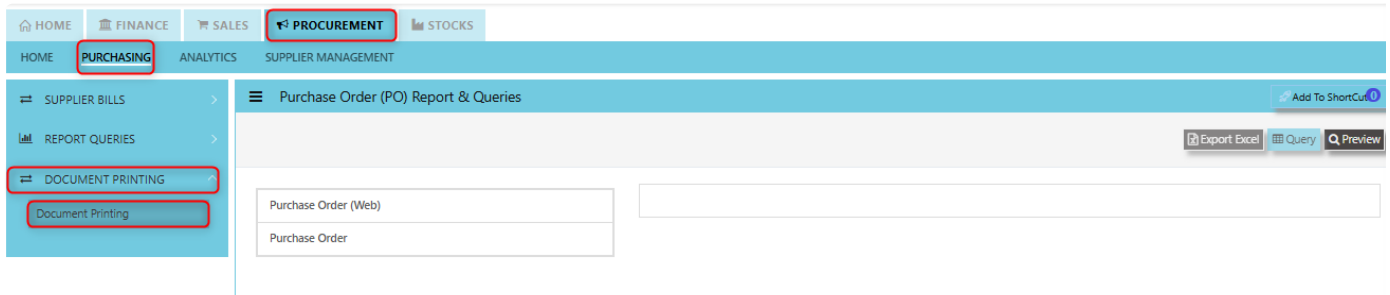 HOME FINANCE SALES PROCUREMENT STOCKS
HOME PURCHASING ANALYTICS SUPPLIER MANAGEMENT
SUPPLIER BILLS
Purchase Order (PO) Report & Queries
Add To ShortCut 0
REPORT QUERIES
Export Excel Query Preview
DOCUMENT PRINTING
Document Printing
Purchase Order (Web)
Purchase Order